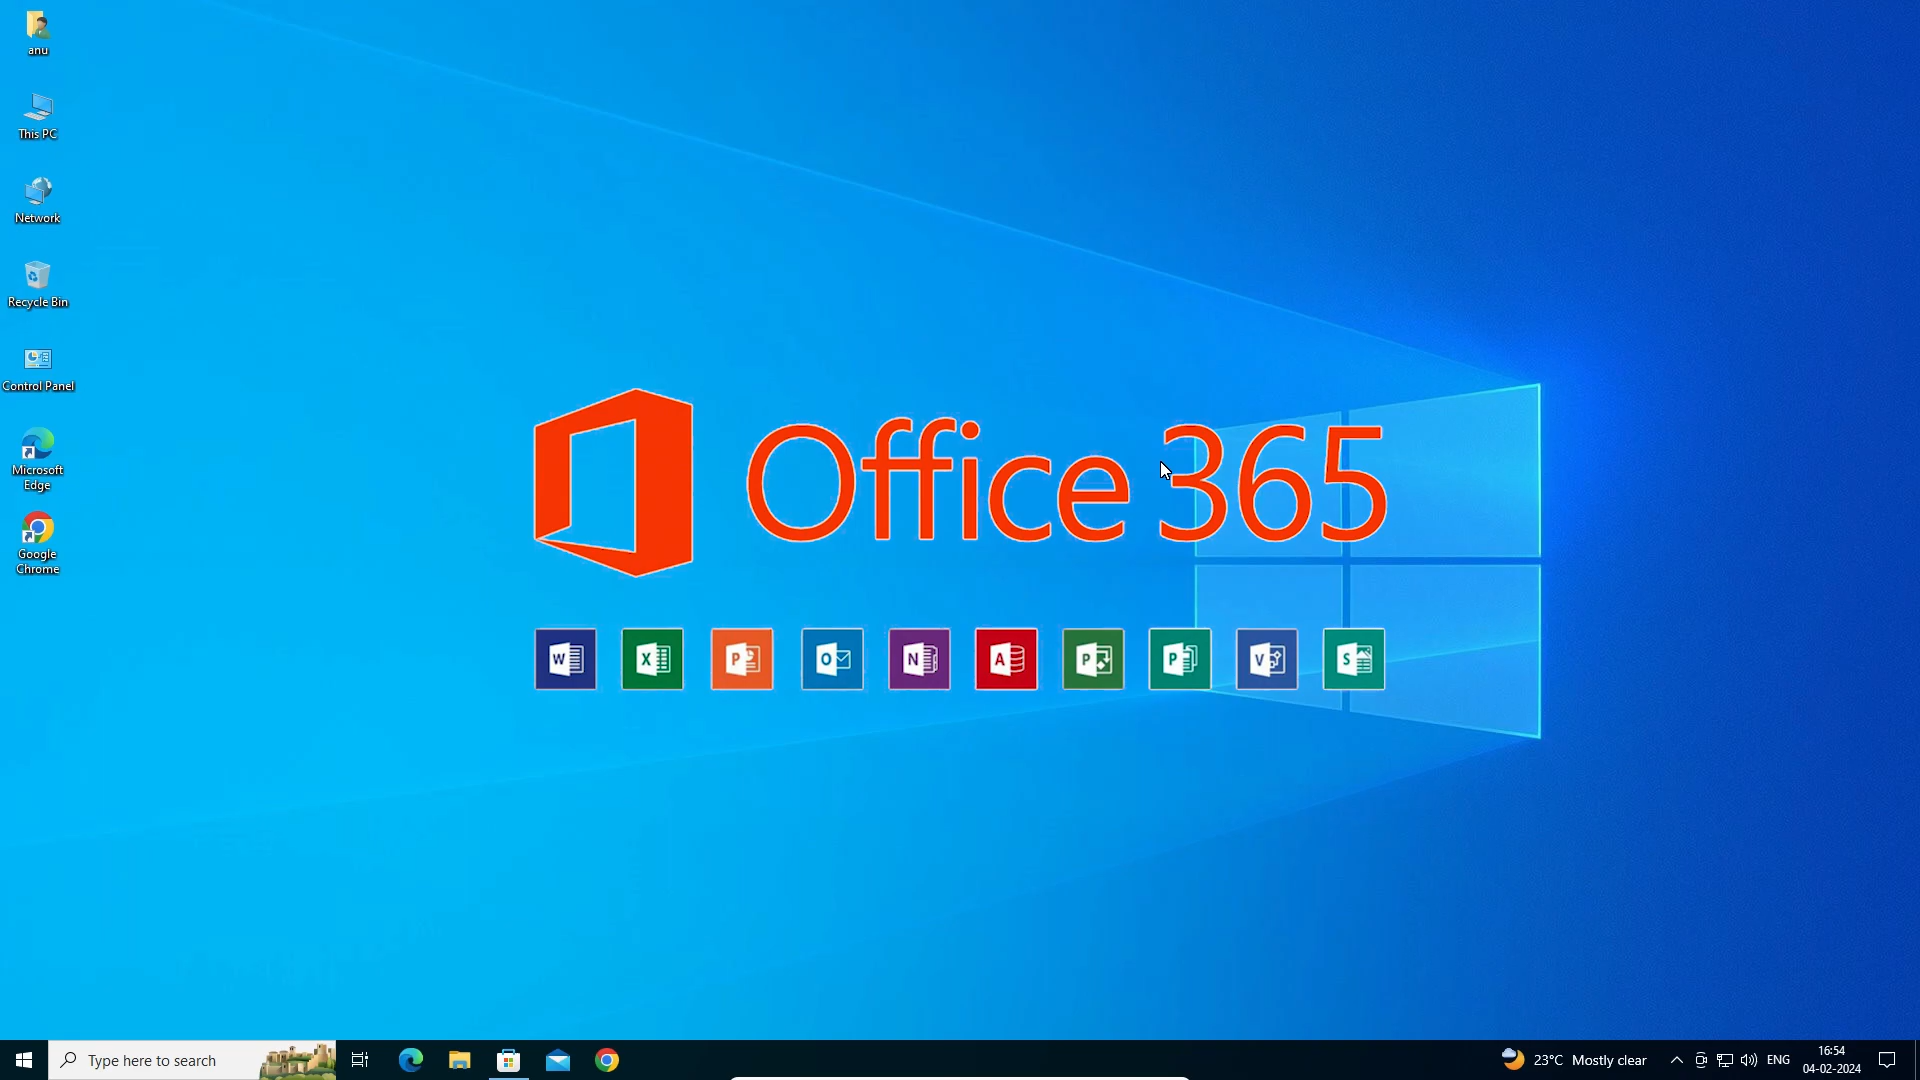 anu
This PC
Network
Recycle Bin
Control Panel
Microsoft
Edge
Google
Chrome
Office 365
W X P O N A P P V S
Type here to search
23°C Mostly clear
ENG
16:54
04-02-2024